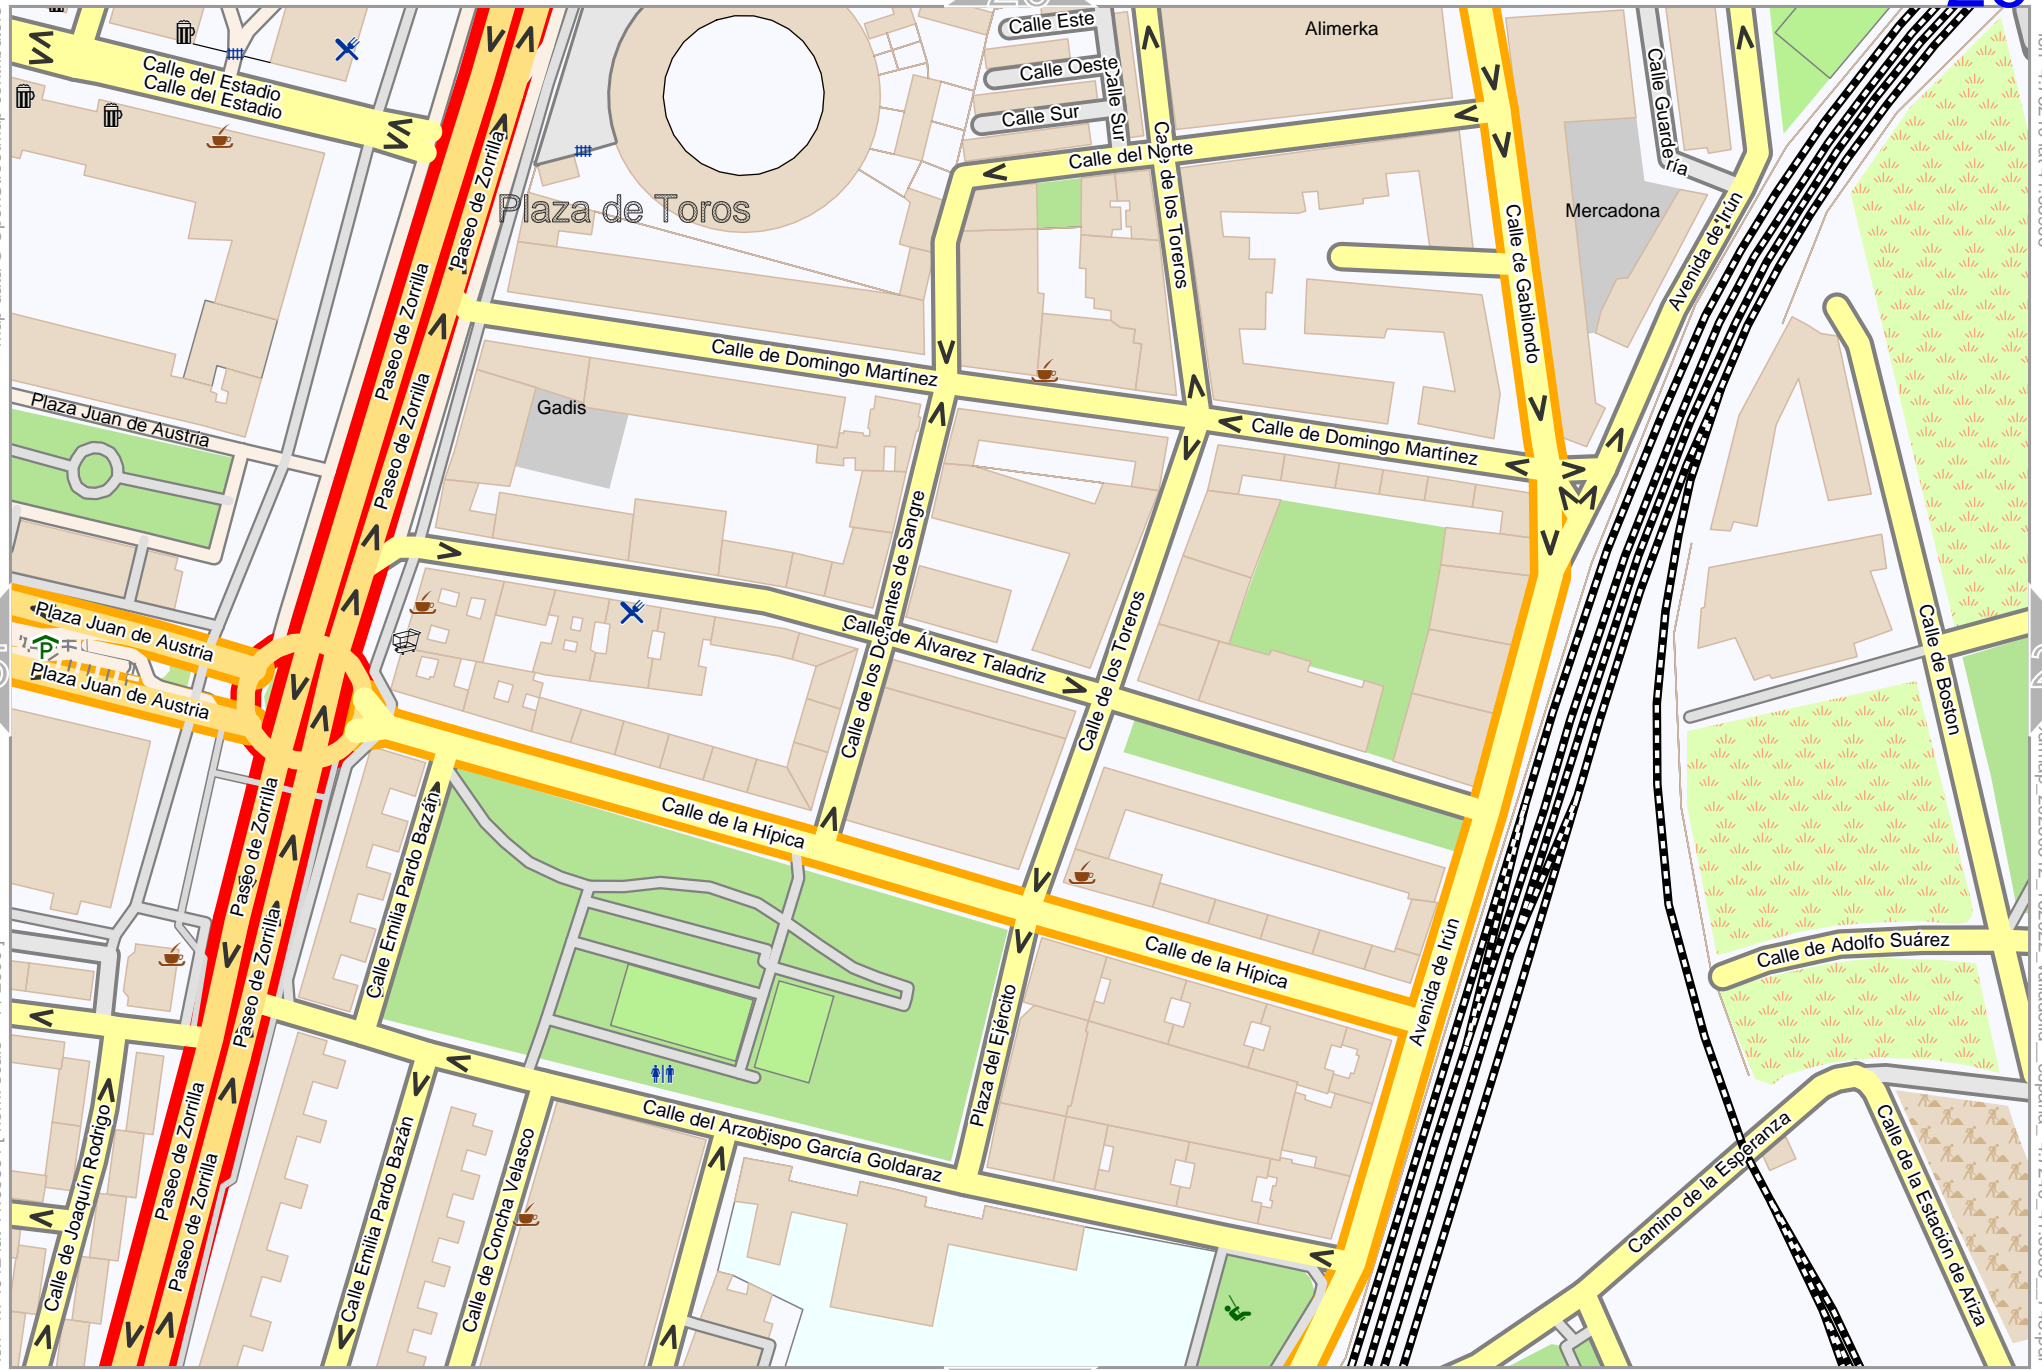 Calle Este
Alimerka
Calle del Estadio
Calle del Estadio
Calle Oeste
Calle Sur
Calle Sur
Calle Guardería
Calle del Norte
Paseo de Zorrilla
Plaza de Toros
Calle de los Toreros
Mercadona
Calle de Gabilondo
Avenida de Irún
Paseo de Zorrilla
Calle de Domingo Martínez
Paseo de Zorrilla
Plaza Juan de Austria
Gadis
Calle de Domingo Martínez
Calle de los Donantes de Sangre
Plaza Juan de Austria
P
Plaza Juan de Austria
Calle de Álvarez Taladriz
Calle de los Toreros
Calle de Boston
Paseo de Zorrilla
Calle Emilia Pardo Bazán
Calle de la Hípica
Calle de la Hípica
Calle de Adolfo Suárez
Paseo de Zorrilla
Avenida de Irún
Plaza del Ejército
Calle del Arzobispo García Goldaraz
Calle de Joaquín Rodrigo
Paseo de Zorrilla
Paseo de Zorrilla
Calle Emilia Pardo Bazán
Calle de Concha Velasco
Camino de la Esperanza
Calle de la Estación de Ariza